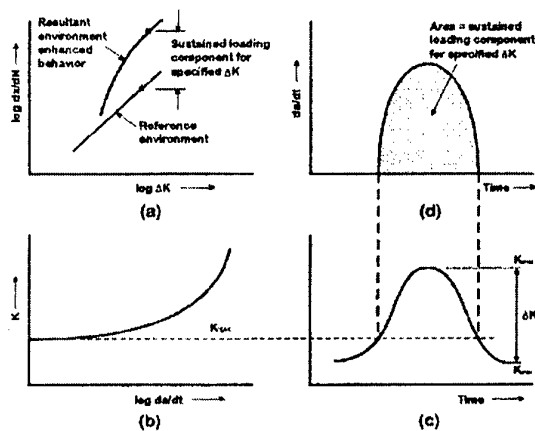 Resultant
environment
enhanced
behavior
Sustained loading
component for
specified ΔK
Reference
environment
log da/dN
log ΔK
(a)
Area = sustained
loading component
for specified ΔK
da/dt
Time
(d)
K
log da/dt
(b)
ΔK
Time
(c)